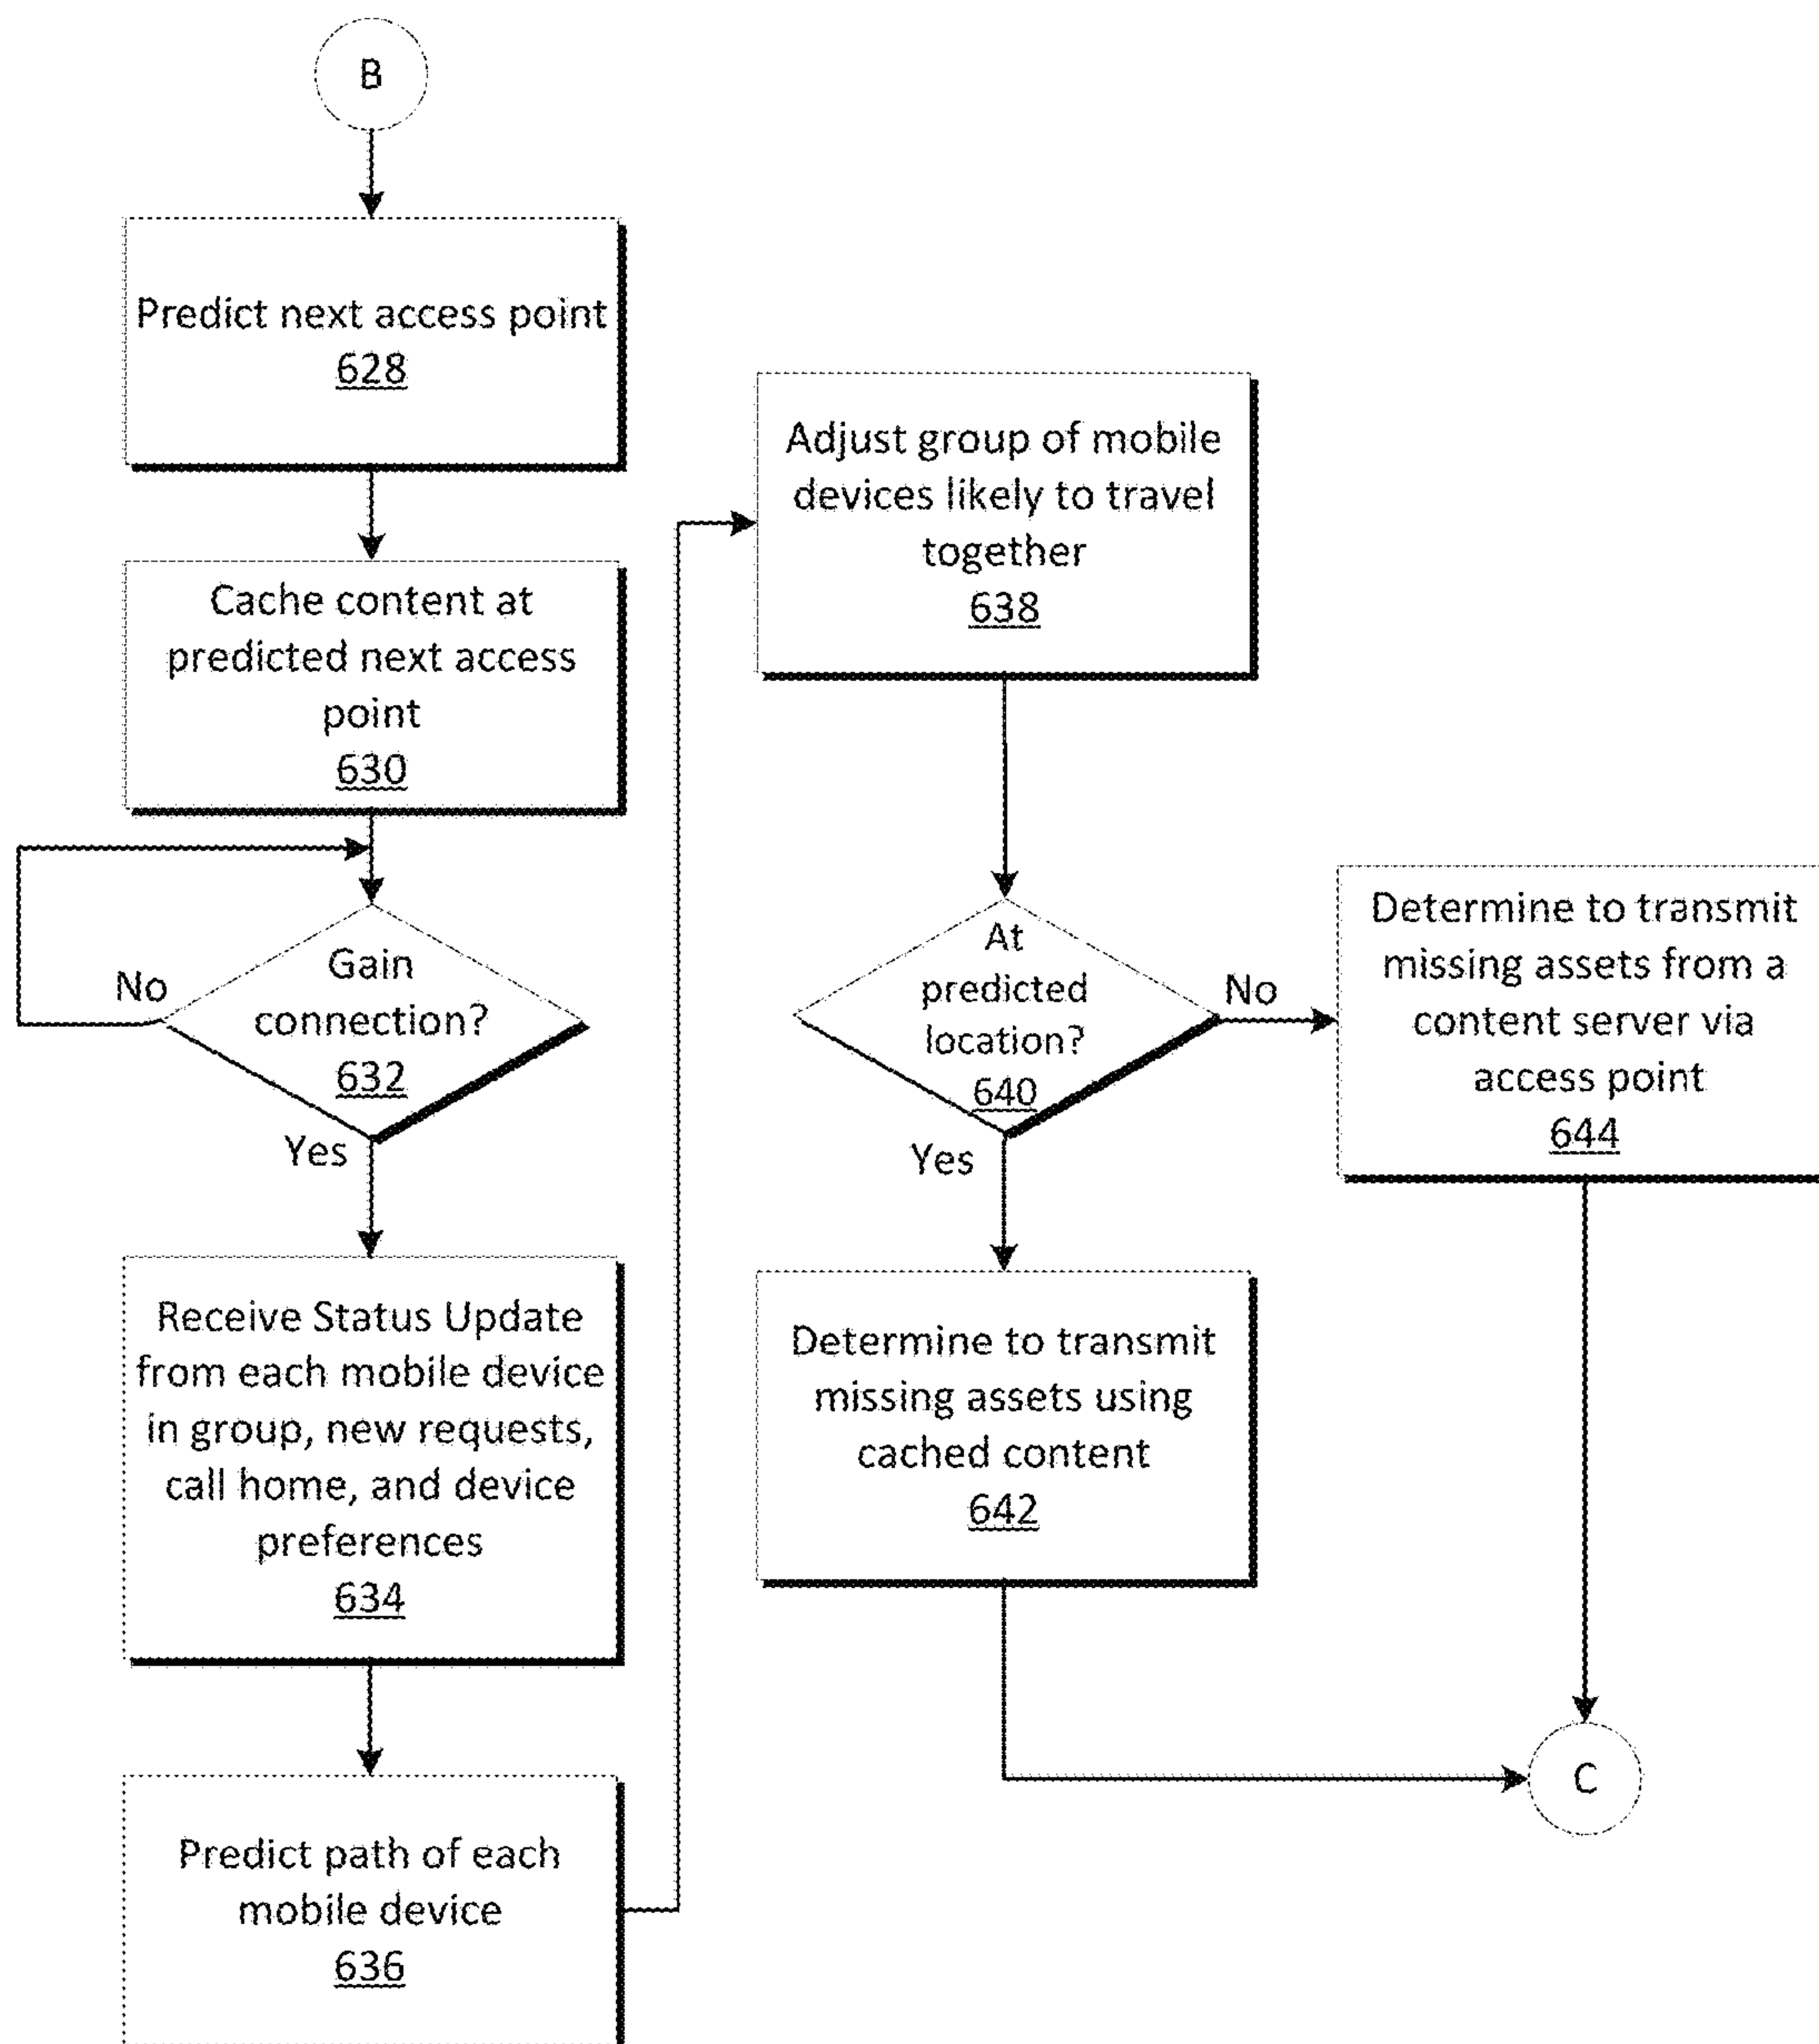 B
Predict next access point
628
Cache content at
predicted next access
point
630
No
Gain
connection?
632
Yes
Receive Status Update
from each mobile device
in group, new requests,
call home, and device
preferences
634
Predict path of each
mobile device
636
Adjust group of mobile
devices likely to travel
together
638
At
predicted
location?
640
No
Yes
Determine to transmit
missing assets using
cached content
642
Determine to transmit
missing assets from a
content server via
access point
644
C